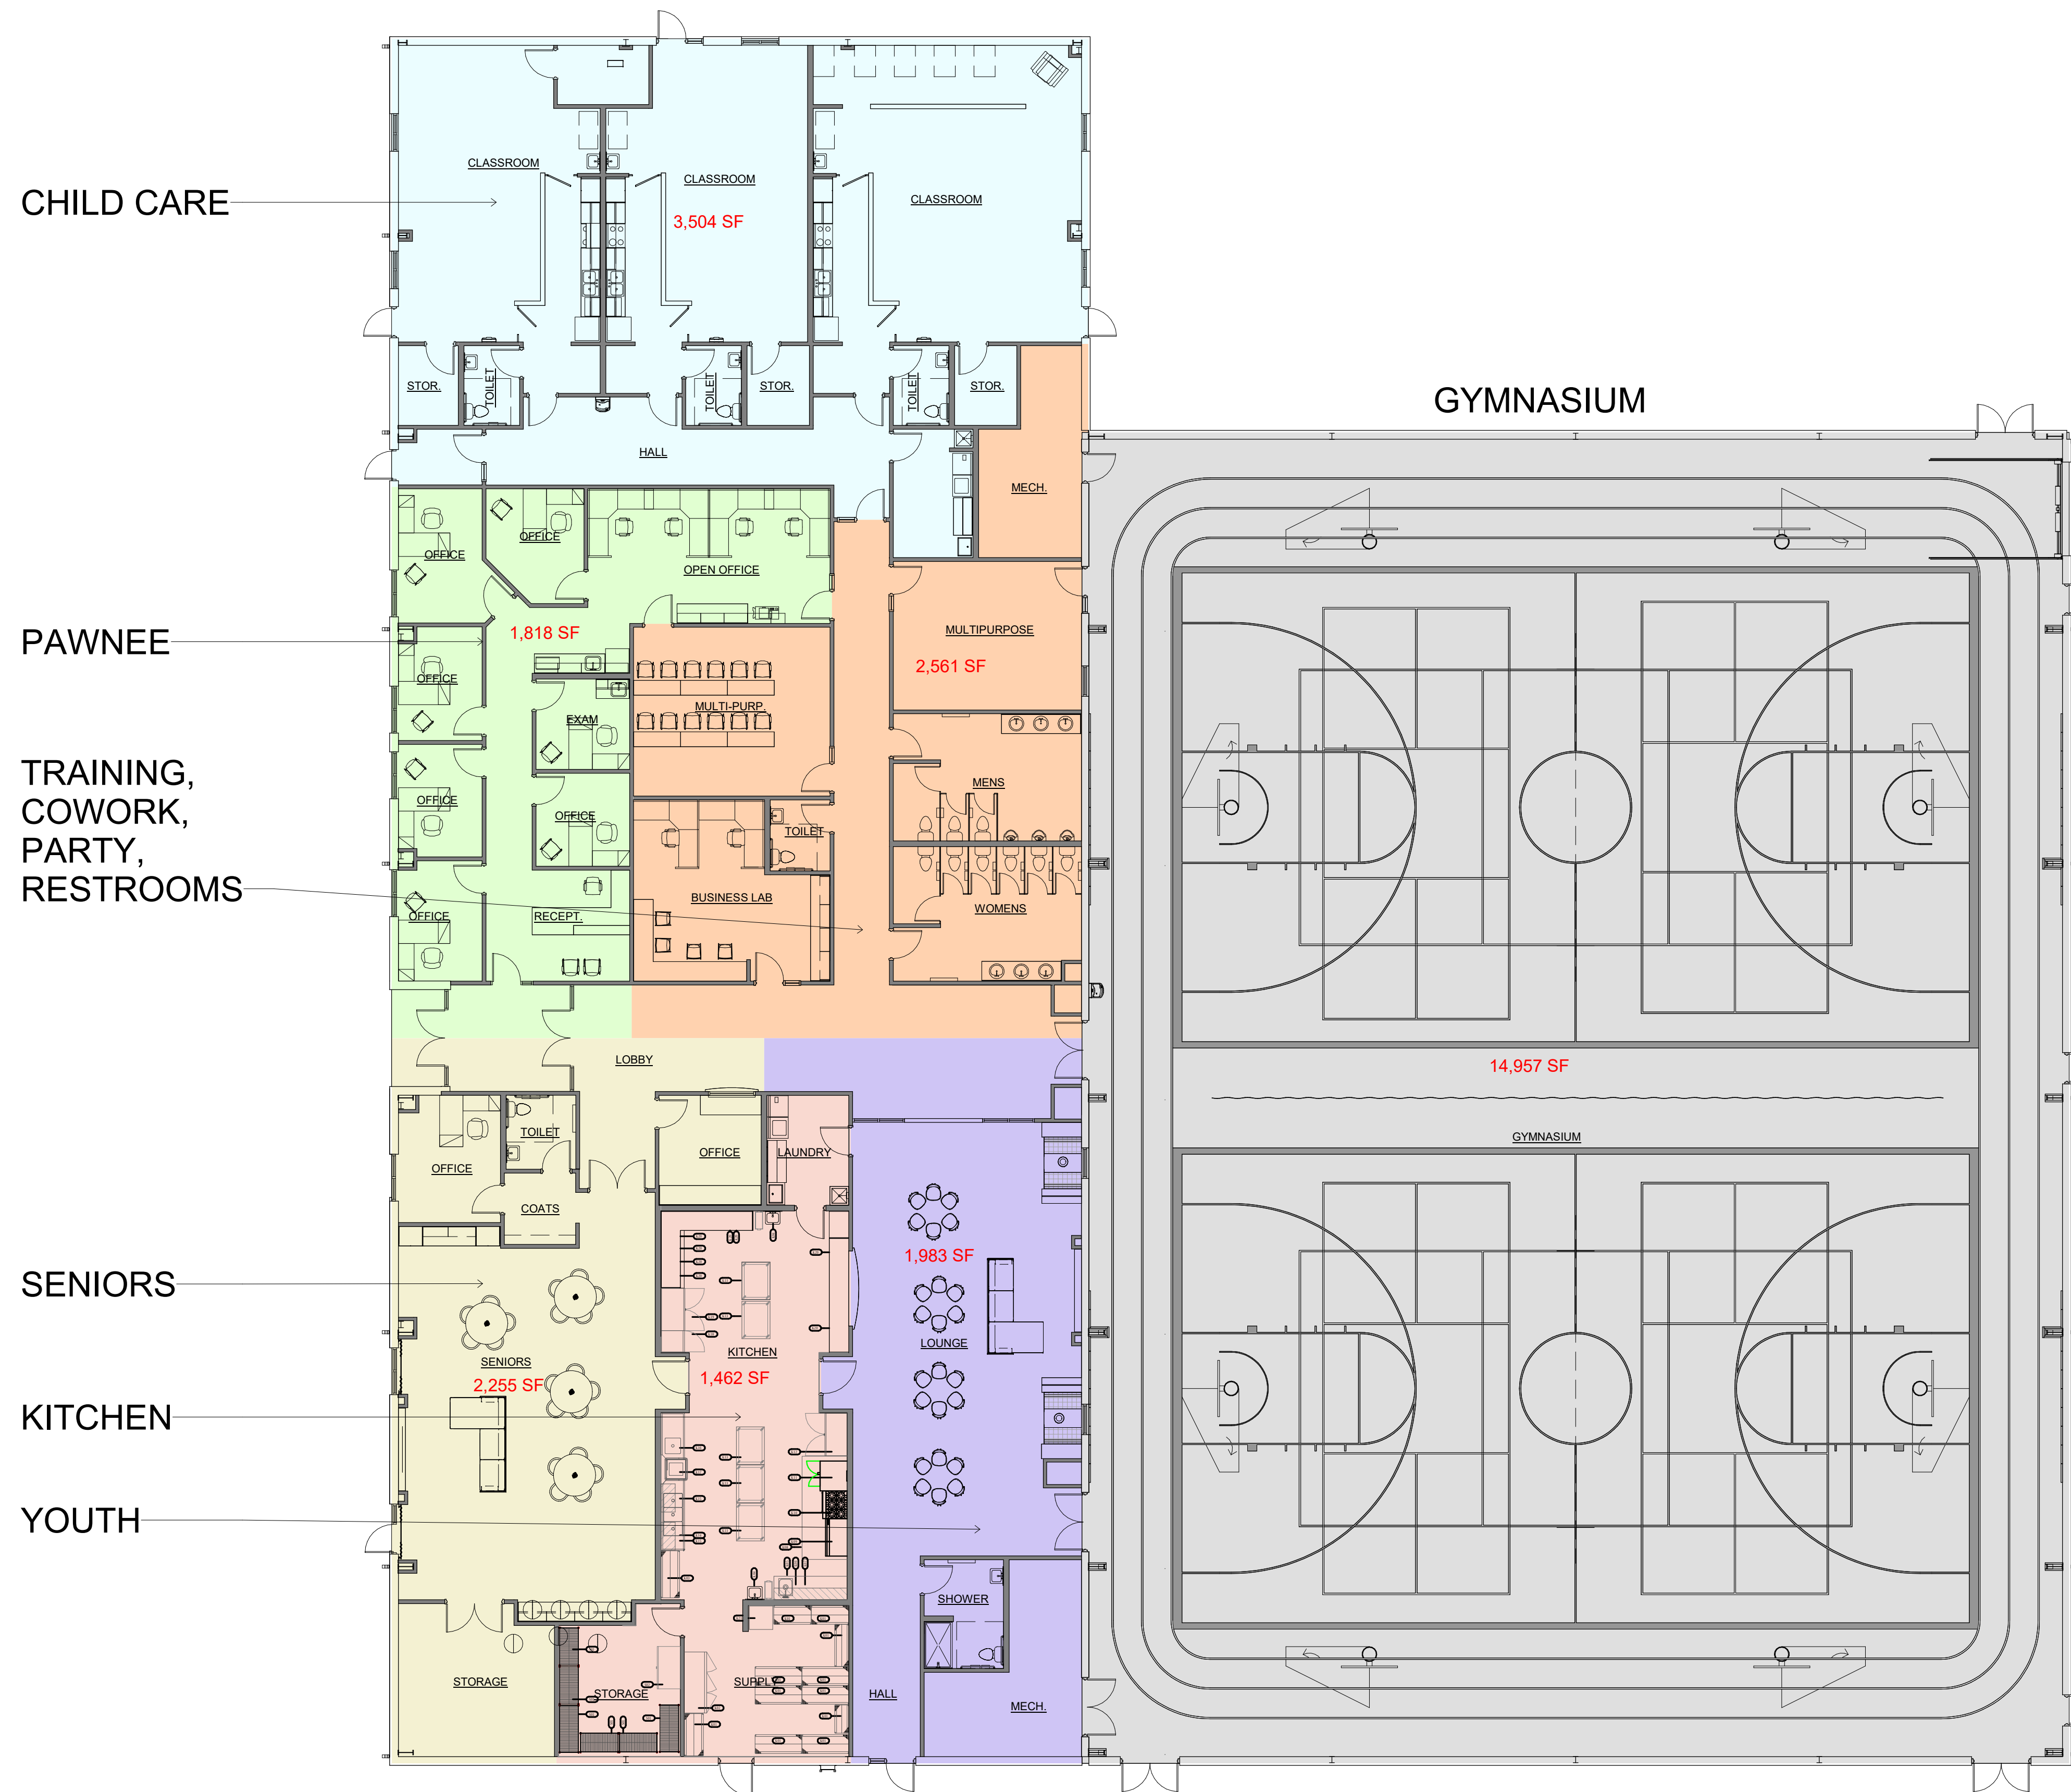 CHILD CARE
CLASSROOM
CLASSROOM
CLASSROOM
3,504 SF
STOR.
TOILET
TOILET
STOR.
TOILET
STOR.
HALL
MECH.
GYMNASIUM
OFFICE
OFFICE
OPEN OFFICE
PAWNEE
1,818 SF
MULTIPURPOSE
2,561 SF
OFFICE
EXAM
MULTI-PURP.
TRAINING,
COWORK,
PARTY,
RESTROOMS
OFFICE
OFFICE
TOILET
MENS
OFFICE
RECEPT.
BUSINESS LAB
WOMENS
LOBBY
14,957 SF
GYMNASIUM
OFFICE
TOILET
COATS
OFFICE
LAUNDRY
SENIORS
1,983 SF
SENIORS
2,255 SF
KITCHEN
1,462 SF
LOUNGE
KITCHEN
YOUTH
SHOWER
STORAGE
STORAGE
SUPPLY
HALL
MECH.